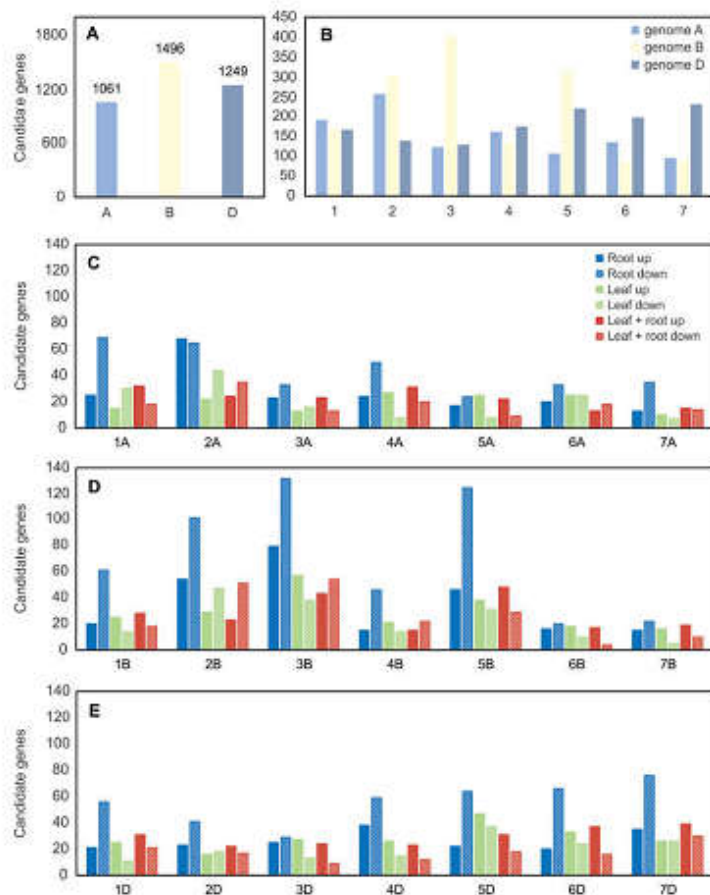 A
Candidate genes
1800
1200
600
0
1061
1496
1249
A B D
B
450
400
350
300
250
200
150
100
50
0
genome A
genome B
genome D
1 2 3 4 5 6 7
C
Candidate genes
140
120
100
80
60
40
20
0
Root up
Root down
Leaf up
Leaf down
Leaf + root up
Leaf + root down
1A 2A 3A 4A 5A 6A 7A
D
Candidate genes
140
120
100
80
60
40
20
0
1B 2B 3B 4B 5B 6B 7B
E
Candidate genes
140
120
100
80
60
40
20
0
1D 2D 3D 4D 5D 6D 7D